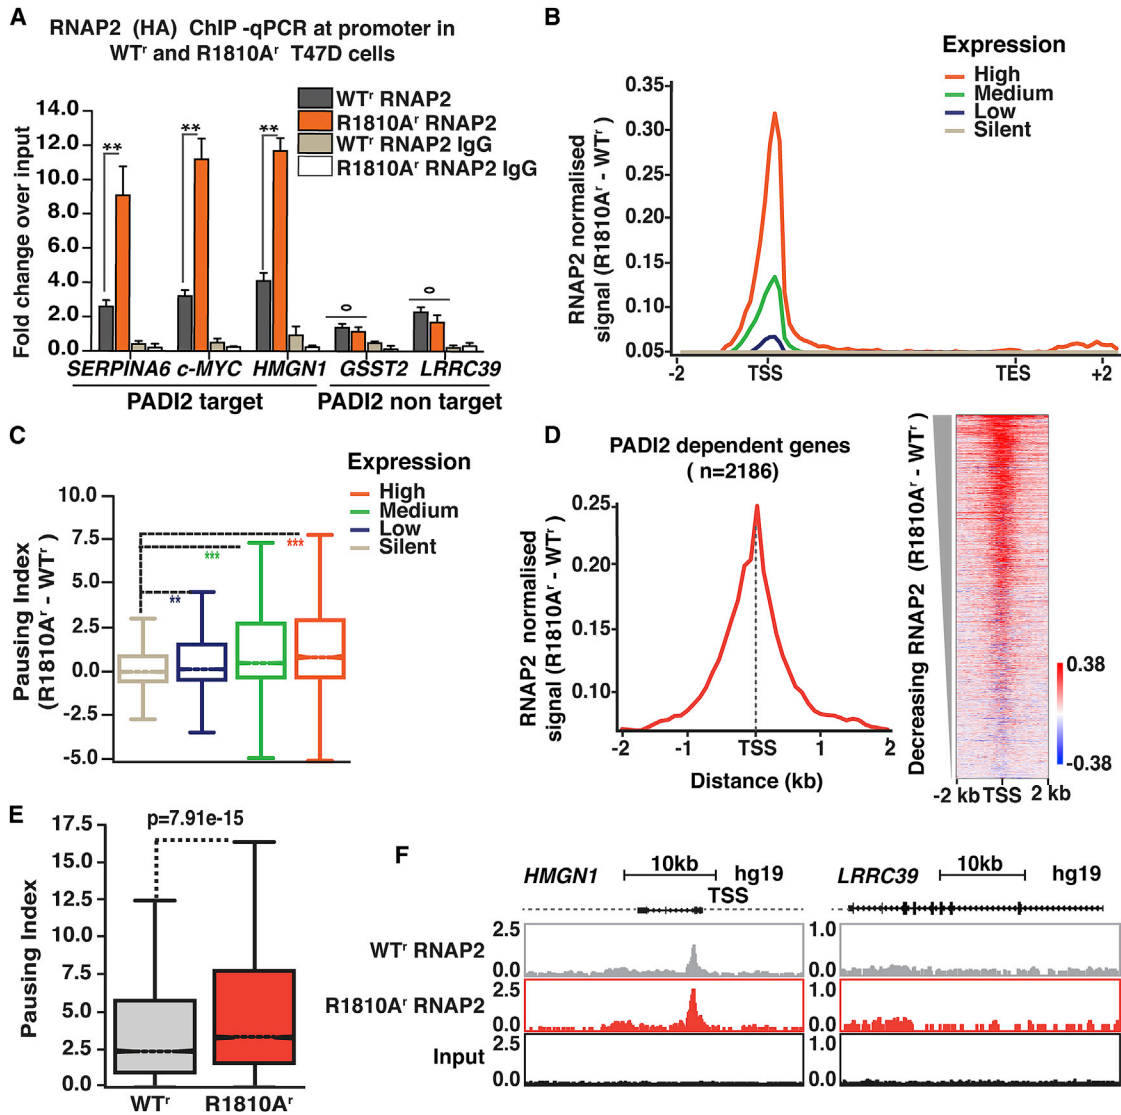 A
RNAP2 (HA) ChIP -qPCR at promoter in
WTʳ and R1810Aʳ T47D cells
Fold change over input
14.0
12.0
10.0
8.0
6.0
4.0
2.0
0.0
WTʳ RNAP2
R1810Aʳ RNAP2
WTʳ RNAP2 IgG
R1810Aʳ RNAP2 IgG
** ** ** o o
SERPINA6 c-MYC HMGN1 GSST2 LRRC39
PADI2 target PADI2 non target
B
Expression
High
Medium
Low
Silent
RNAP2 normalised
signal (R1810Aʳ - WTʳ )
0.35
0.30
0.25
0.20
0.15
0.10
0.05
-2 TSS TES +2
C
Expression
High
Medium
Low
Silent
Pausing Index
(R1810Aʳ - WTʳ)
10.0
7.5
5.0
2.5
0.0
-2.5
-5.0
** *** ***
D
PADI2 dependent genes
( n=2186)
RNAP2 normalised
signal (R1810Aʳ - WTʳ )
0.25
0.20
0.15
0.10
-2 -1 TSS 1 2
Distance (kb)
Decreasing RNAP2 (R1810Aʳ - WTʳ )
0.38
-0.38
-2 kb TSS 2 kb
E
p=7.91e-15
Pausing Index
17.5
15.0
12.5
10.0
7.5
5.0
2.5
0.0
WTʳ R1810Aʳ
F
HMGN1 10kb hg19
TSS
LRRC39 10kb hg19
WTʳ RNAP2
2.5
0.0
1.0
0.0
R1810Aʳ RNAP2
2.5
0.0
1.0
0.0
Input
2.5
0.0
1.0
0.0